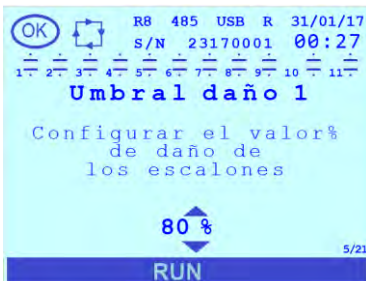 OK R8 485 USB R 31/01/17
S/N 23170001 00:27
1 2 3 4 5 6 7 8 9 10 11
Umbral daño 1
Configurar el valor%
de daño de
los escalones
80 %
5/21
RUN